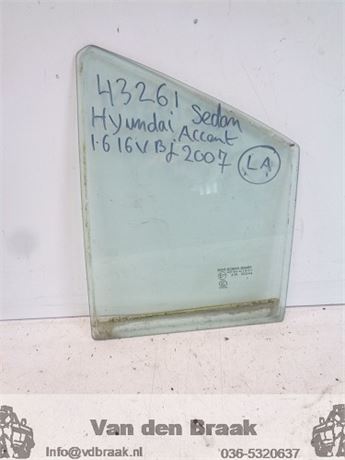 43261 Sedan
Hyundai Accent
1.6 16V Bj 2007 LA
Van den Braak
Info@vdbraak.nl 036-5320637